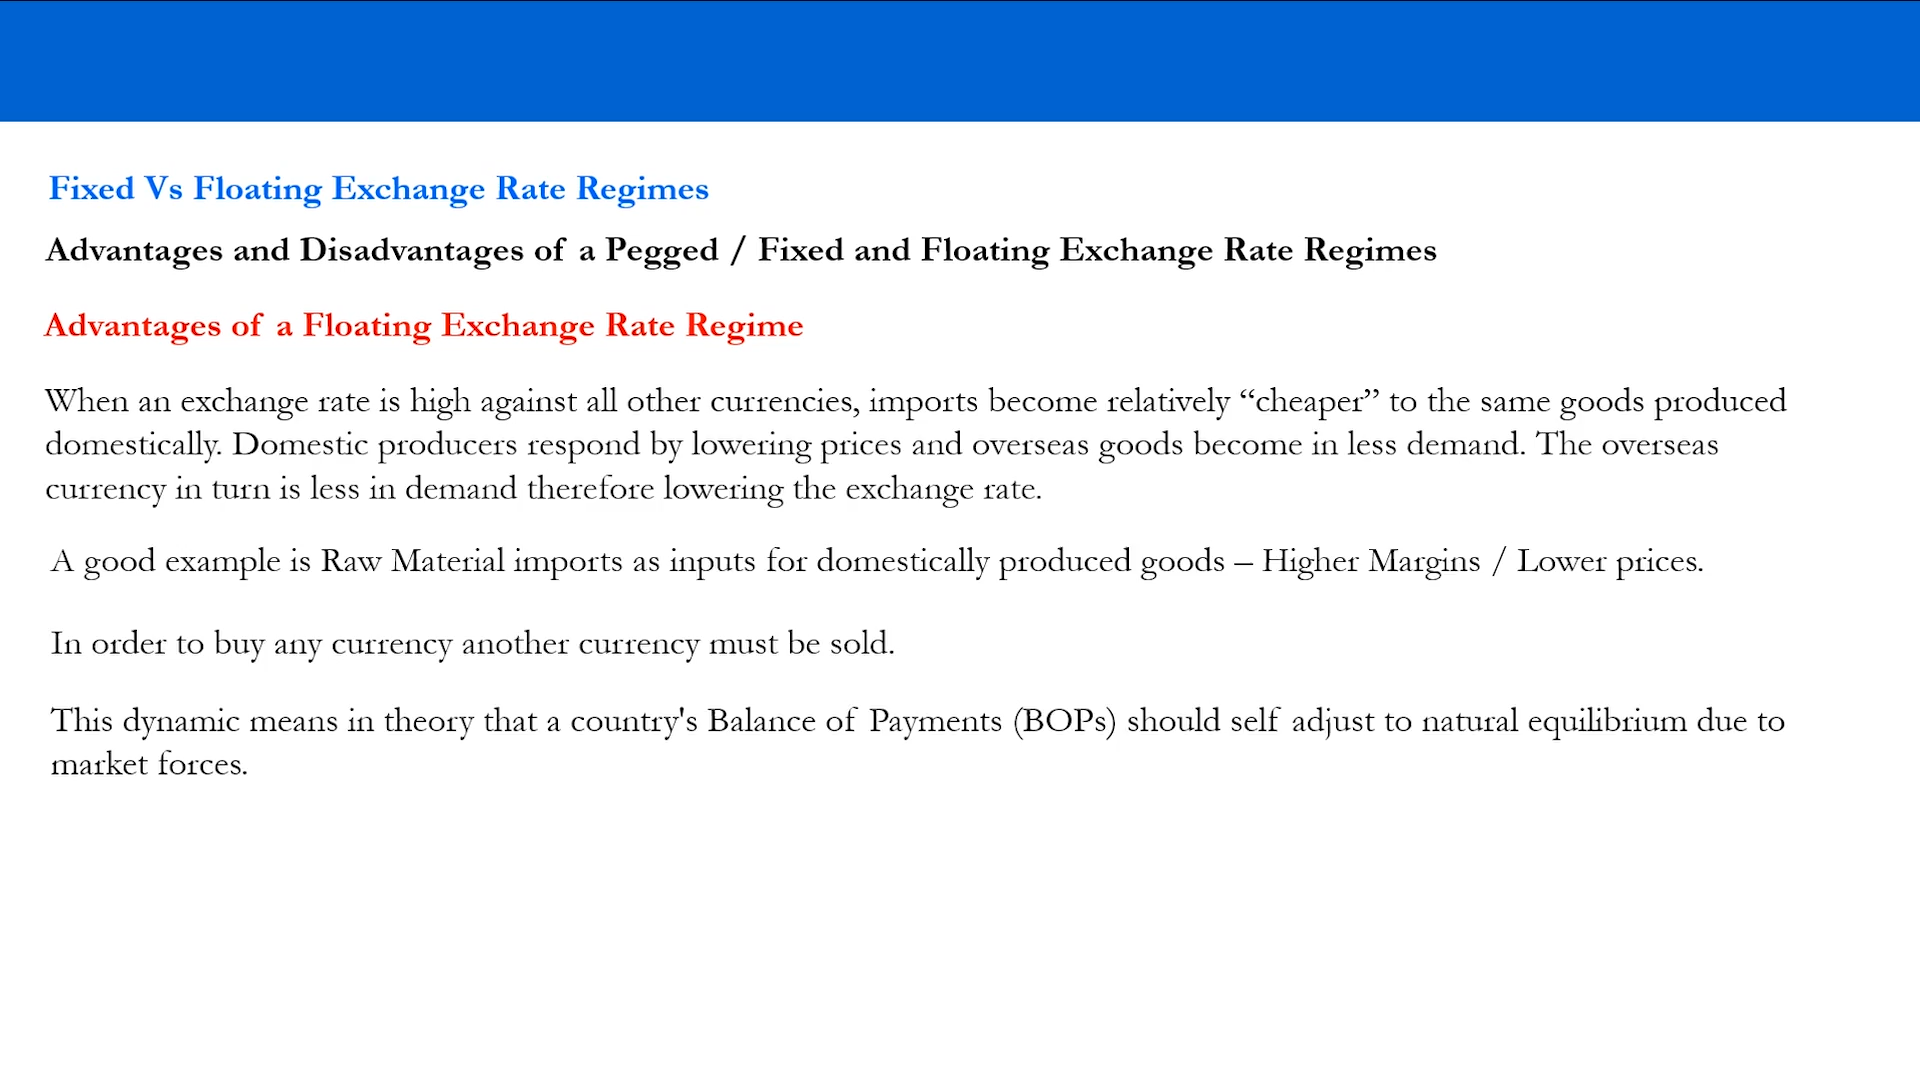 Fixed Vs Floating Exchange Rate Regimes
Advantages and Disadvantages of a Pegged / Fixed and Floating Exchange Rate Regimes
Advantages of a Floating Exchange Rate Regime
When an exchange rate is high against all other currencies, imports become relatively “cheaper” to the same goods produced
domestically. Domestic producers respond by lowering prices and overseas goods become in less demand. The overseas
currency in turn is less in demand therefore lowering the exchange rate.
A good example is Raw Material imports as inputs for domestically produced goods – Higher Margins / Lower prices.
In order to buy any currency another currency must be sold.
This dynamic means in theory that a country's Balance of Payments (BOPs) should self adjust to natural equilibrium due to
market forces.